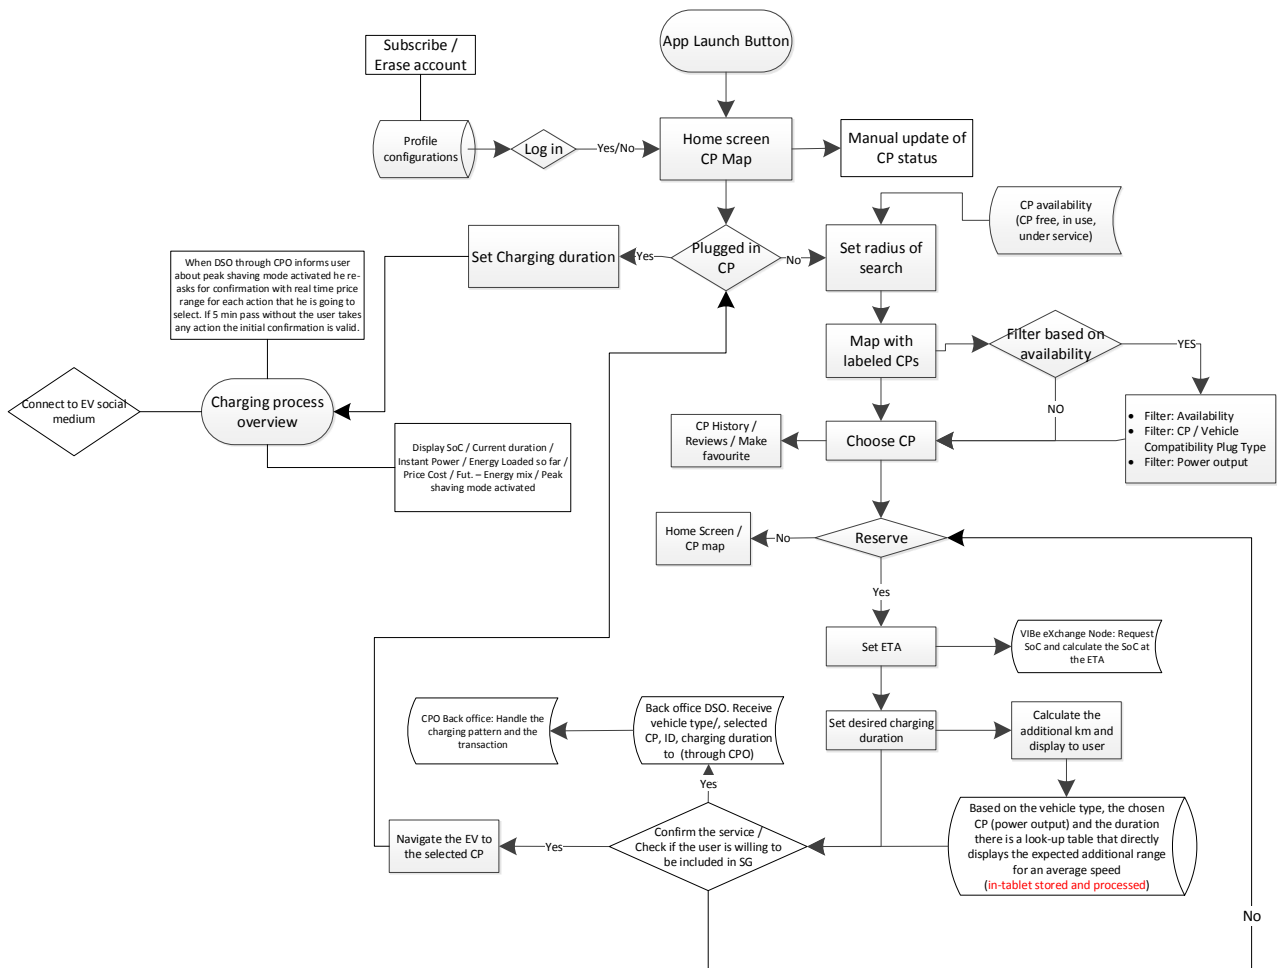 App Launch Button
Subscribe /
Erase account
Profile
configurations
Log in
Yes/No
Home screen
CP Map
Manual update of
CP status
CP availability
(CP free, in use,
under service)
Set Charging duration
Yes
Plugged in
CP
No
Set radius of
search
When DSO through CPO informs user
about peak shaving mode activated he re-
asks for confirmation with real time price
range for each action that he is going to
select. If 5 min pass without the user takes
any action the initial confirmation is valid.
Map with
labeled CPs
Filter based on
availability
YES
NO
Connect to EV social
medium
Charging process
overview
CP History /
Reviews / Make
favourite
Choose CP
• Filter: Availability
• Filter: CP / Vehicle
Compatibility Plug Type
• Filter: Power output
Display SoC / Current duration /
Instant Power / Energy Loaded so far /
Price Cost / Fut. – Energy mix / Peak
shaving mode activated
Home Screen /
CP map
No
Reserve
Yes
Set ETA
VIBe eXchange Node: Request
SoC and calculate the SoC at
the ETA
CPO Back office: Handle the
charging pattern and the
transaction
Back office DSO. Receive
vehicle type/, selected
CP, ID, charging duration
to  (through CPO)
Set desired charging
duration
Calculate the
additional km and
display to user
Yes
Navigate the EV to
the selected CP
Yes
Confirm the service /
Check if the user is willing to
be included in SG
Based on the vehicle type, the chosen
CP (power output) and the duration
there is a look-up table that directly
displays the expected additional range
for an average speed
(in-tablet stored and processed)
No